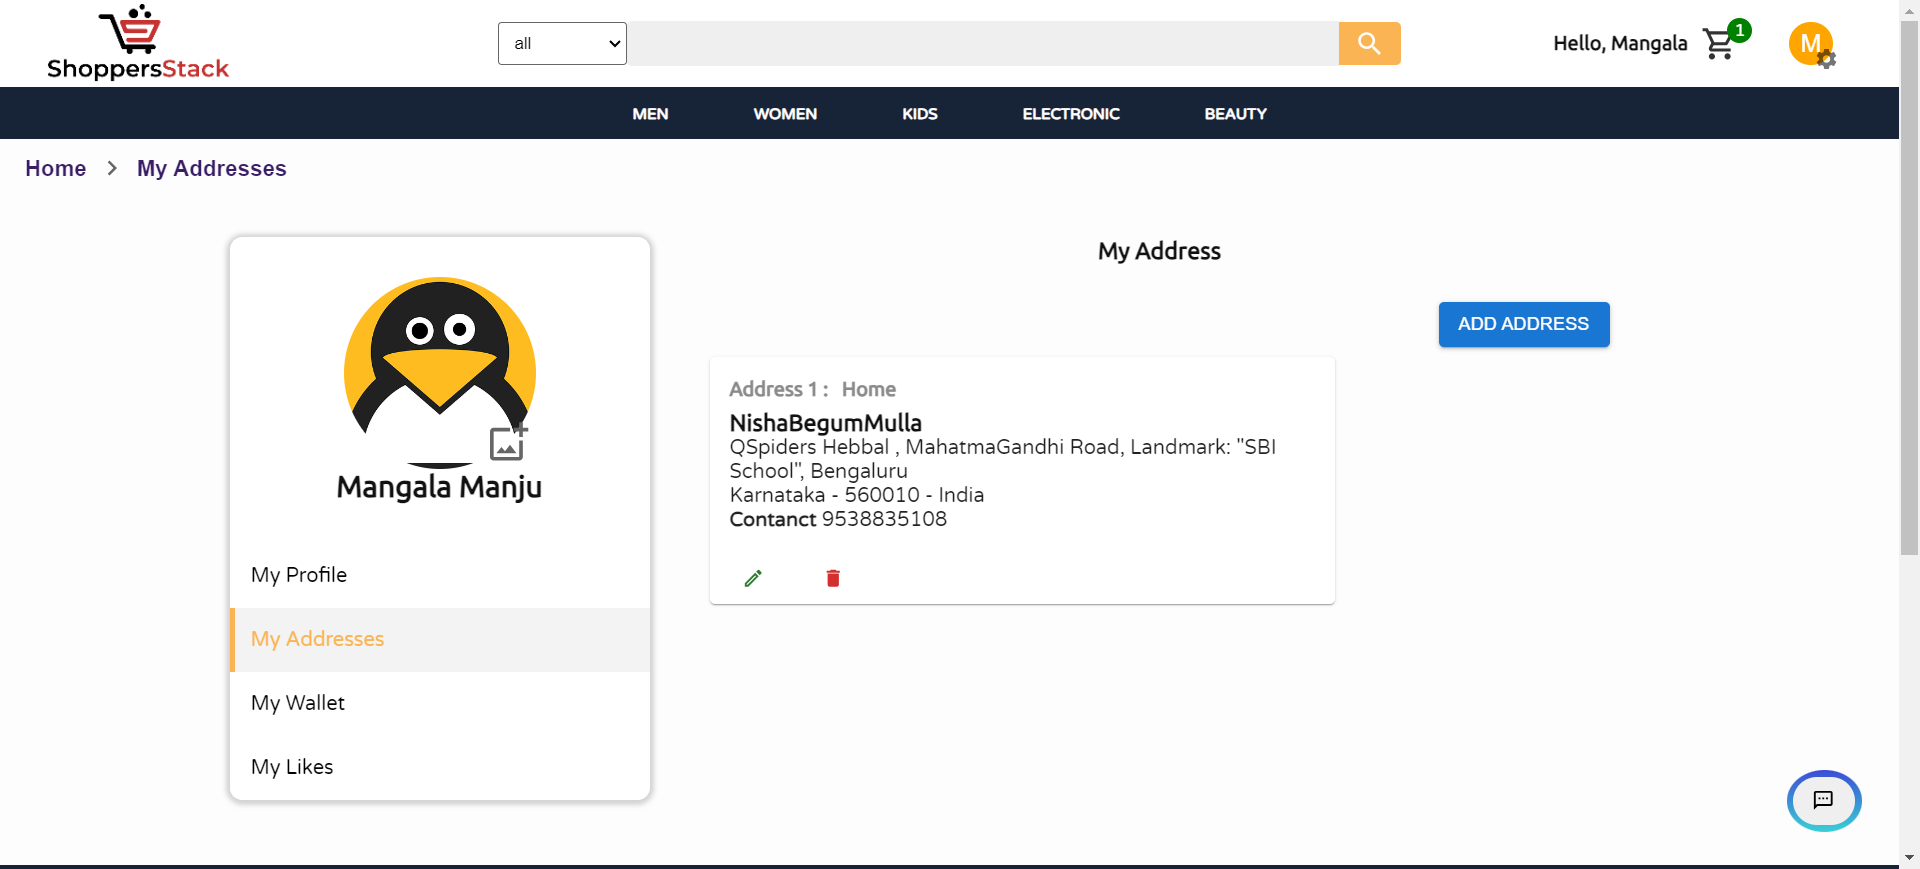 ShoppersStack
all
Hello, Mangala
1
M
MEN WOMEN KIDS ELECTRONIC BEAUTY
Home > My Addresses
Mangala Manju
My Profile
My Addresses
My Wallet
My Likes
My Address
ADD ADDRESS
Address 1 : Home
NishaBegumMulla
QSpiders Hebbal , MahatmaGandhi Road, Landmark: "SBI
School", Bengaluru
Karnataka - 560010 - India
Contanct 9538835108